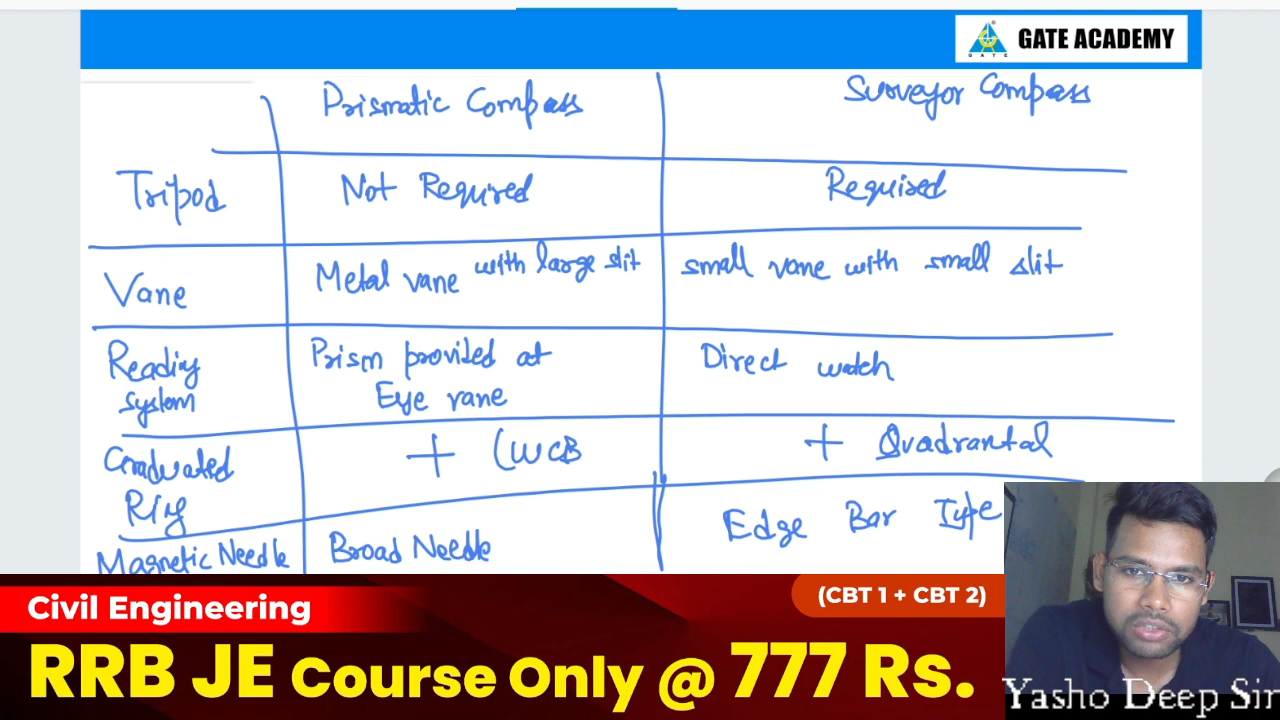 GATE ACADEMY
GATE
Prismatic Compass
Surveyor Compass
Tripod
Not Required
Required
Vane
Metal vane with large slit
small vane with small slit
Reading system
Prism provided at
Eye vane
Direct watch
Graduated
Ring
+ (WCB
+ Quadrantal
Magnetic Needle
Broad Needle
Edge Bar Type
Civil Engineering
(CBT 1 + CBT 2)
RRB JE Course Only @ 777 Rs.
Yasho Deep Sir